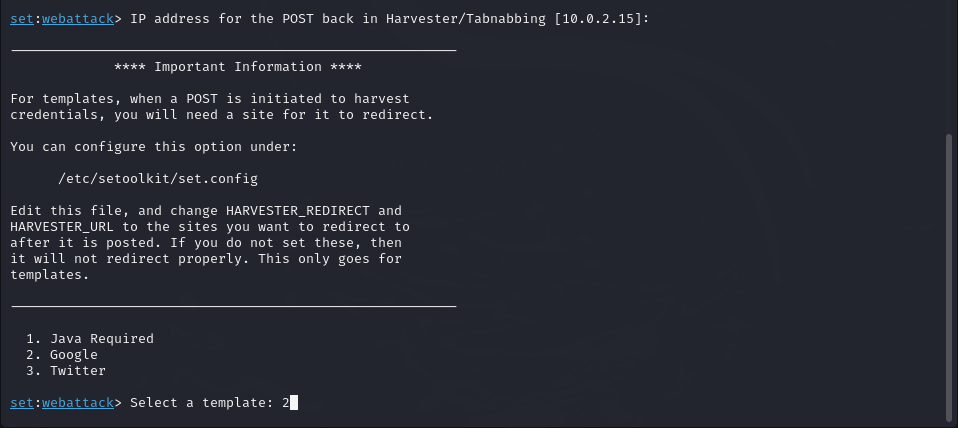 set:webattack> IP address for the POST back in Harvester/Tabnabbing [10.0.2.15]:
**** Important Information ****
For templates, when a POST is initiated to harvest
credentials, you will need a site for it to redirect.
You can configure this option under:
/etc/setoolkit/set.config
Edit this file, and change HARVESTER_REDIRECT and
HARVESTER_URL to the sites you want to redirect to
after it is posted. If you do not set these, then
it will not redirect properly. This only goes for
templates.
1. Java Required
2. Google
3. Twitter
set:webattack> Select a template: 2